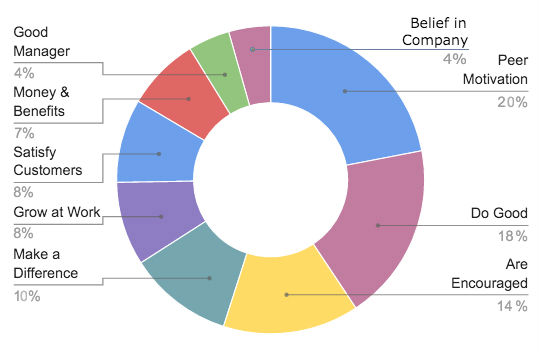 Belief in
Company
4%
Peer
Motivation
20%
Do Good
18%
Are
Encouraged
14%
Make a
Difference
10%
Grow at Work
8%
Satisfy
Customers
8%
Money &
Benefits
7%
Good
Manager
4%